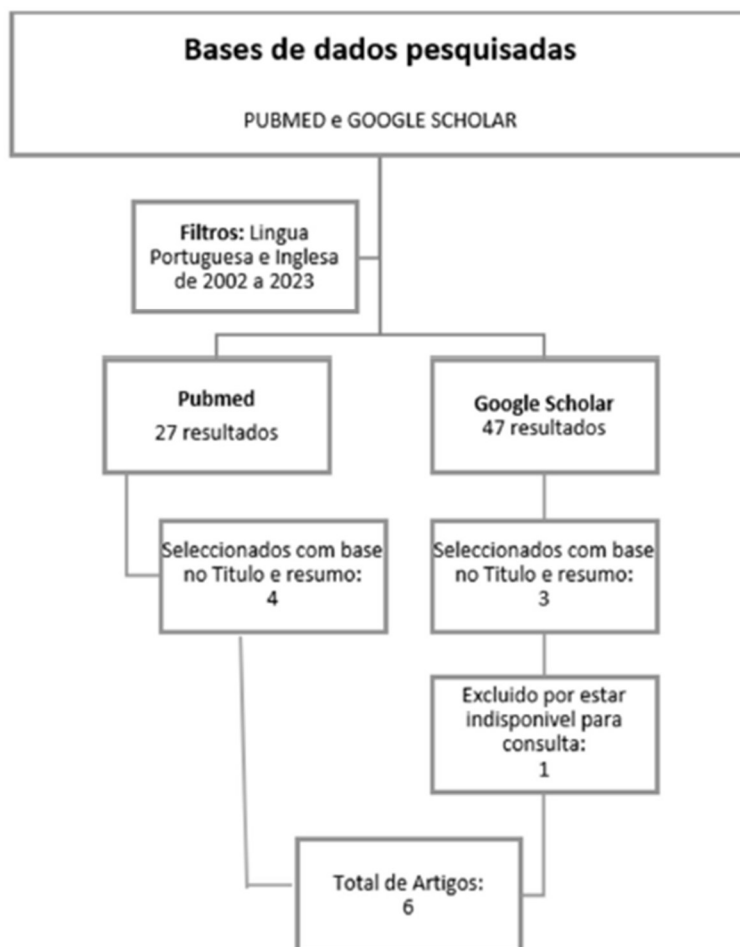 Bases de dados pesquisadas
PUBMED e GOOGLE SCHOLAR
Filtros: Lingua
Portuguesa e Inglesa
de 2002 a 2023
Pubmed
27 resultados
Google Scholar
47 resultados
Seleccionados com base
no Titulo e resumo:
4
Seleccionados com base
no Titulo e resumo:
3
Excluido por estar
indisponivel para
consulta:
1
Total de Artigos:
6